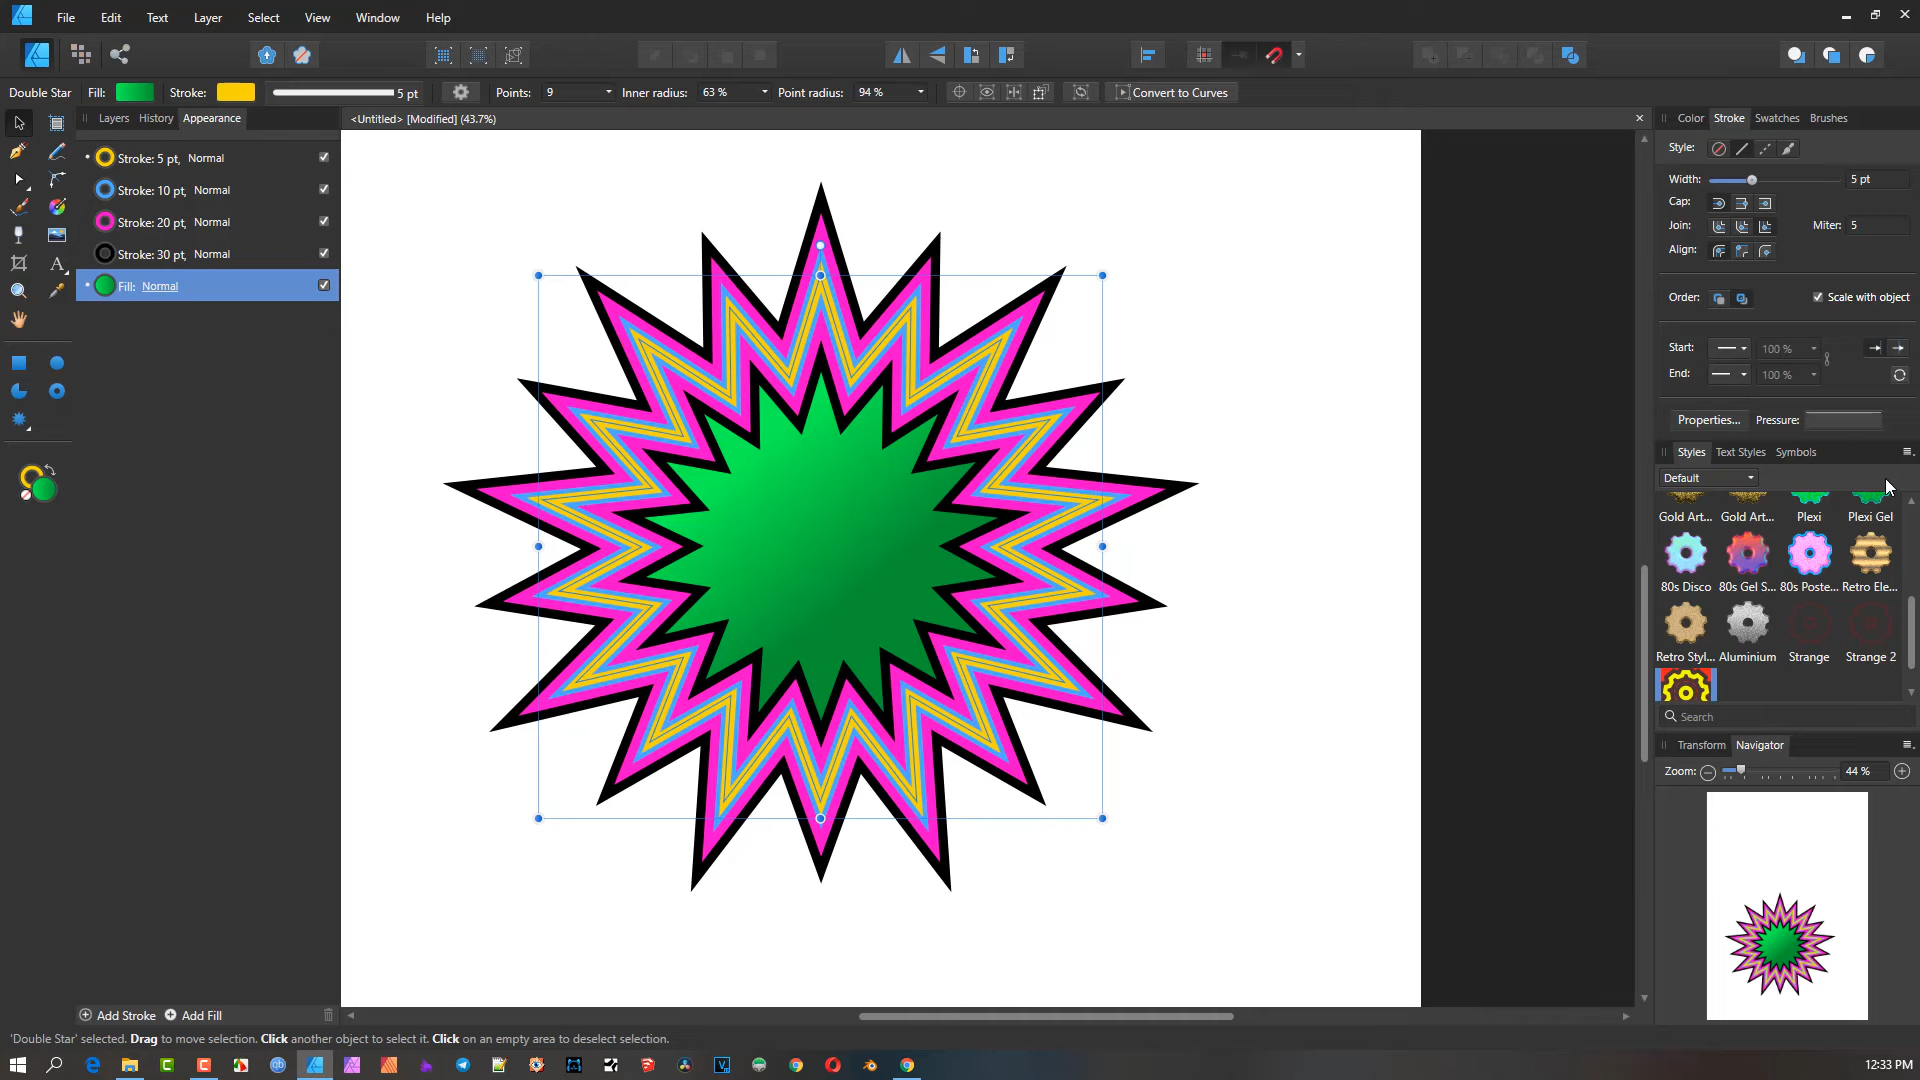 File Edit Text Layer Select View Window Help
Double Star Fill: Stroke: 5 pt Points: 9 Inner radius: 63 % Point radius: 94 % Convert to Curves
Layers History Appearance
<Untitled> [Modified] (43.7%)
Color Stroke Swatches Brushes
Stroke: 5 pt, Normal
Stroke: 10 pt, Normal
Stroke: 20 pt, Normal
Stroke: 30 pt, Normal
Fill: Normal
Style:
Width: 5 pt
Cap:
Join: Miter: 5
Align:
Order: Scale with object
Start: 100 %
End: 100 %
Properties... Pressure:
Styles Text Styles Symbols
Default
Gold Art... Gold Art... Plexi Plexi Gel
80s Disco 80s Gel S... 80s Poste... Retro Ele...
Retro Styl... Aluminium Strange Strange 2
Search
Transform Navigator
Zoom: 44 %
Add Stroke Add Fill
'Double Star' selected. Drag to move selection. Click another object to select it. Click on an empty area to deselect selection.
12:33 PM